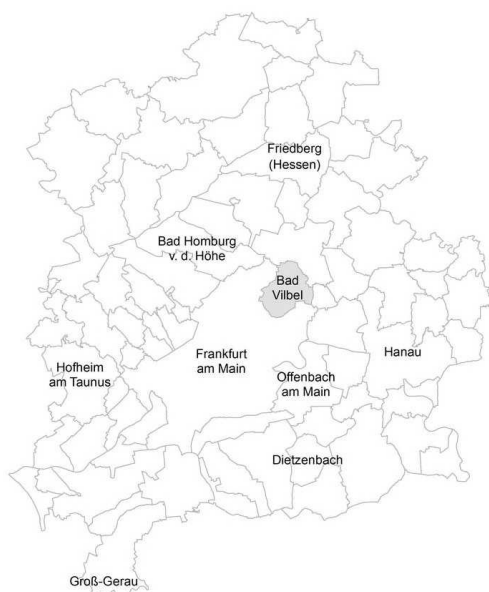 Friedberg
(Hessen)
Bad Homburg
v. d. Höhe
Bad
Vilbel
Frankfurt
am Main
Hanau
Hofheim
am Taunus
Offenbach
am Main
Dietzenbach
Groß-Gerau